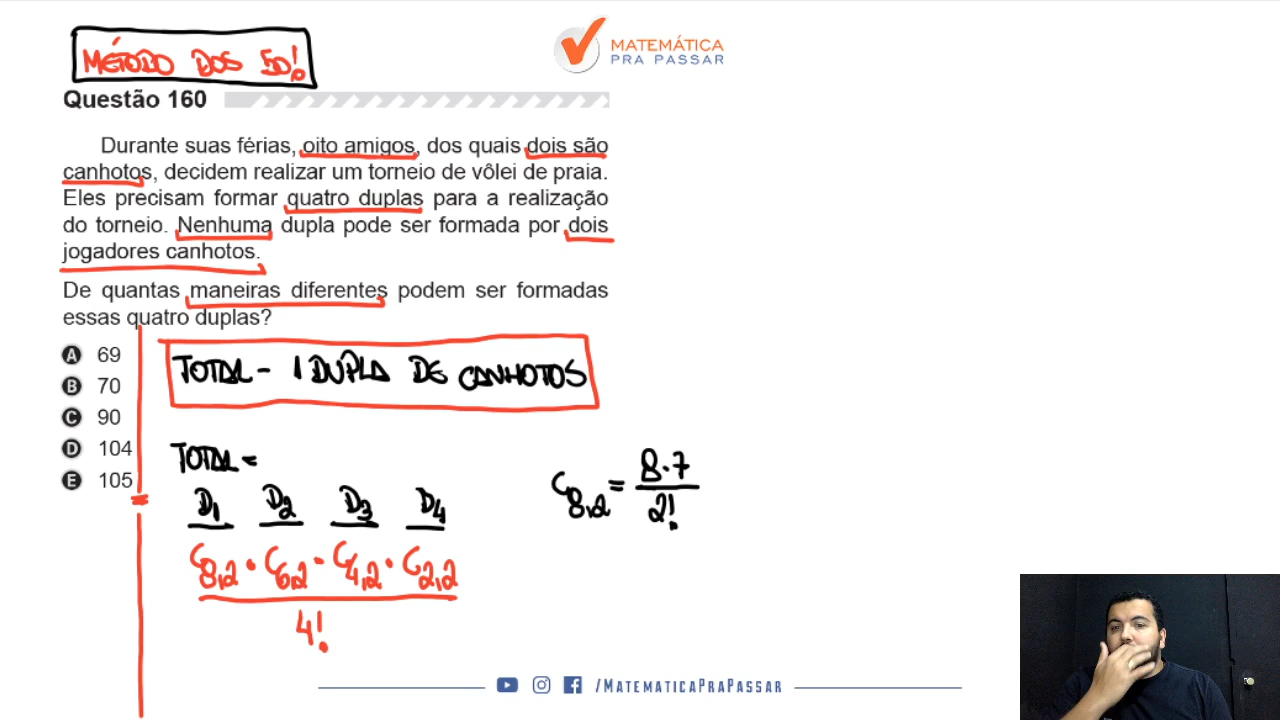 MÉTODO DOS 50!
MATEMÁTICA
PRA PASSAR
Questão 160
Durante suas férias, oito amigos, dos quais dois são
canhotos, decidem realizar um torneio de vôlei de praia.
Eles precisam formar quatro duplas para a realização
do torneio. Nenhuma dupla pode ser formada por dois
jogadores canhotos.
De quantas maneiras diferentes podem ser formadas
essas quatro duplas?
A 69
B 70
C 90
D 104
E 105
TOTAL - 1 DUPLA DE CANHOTOS
TOTAL =
D1 D2 D3 D4
C8,2 · C6,2 · C4,2 · C2,2
4!
C8,2 = 8·7
2!
/MATEMATICAPRAPASSAR